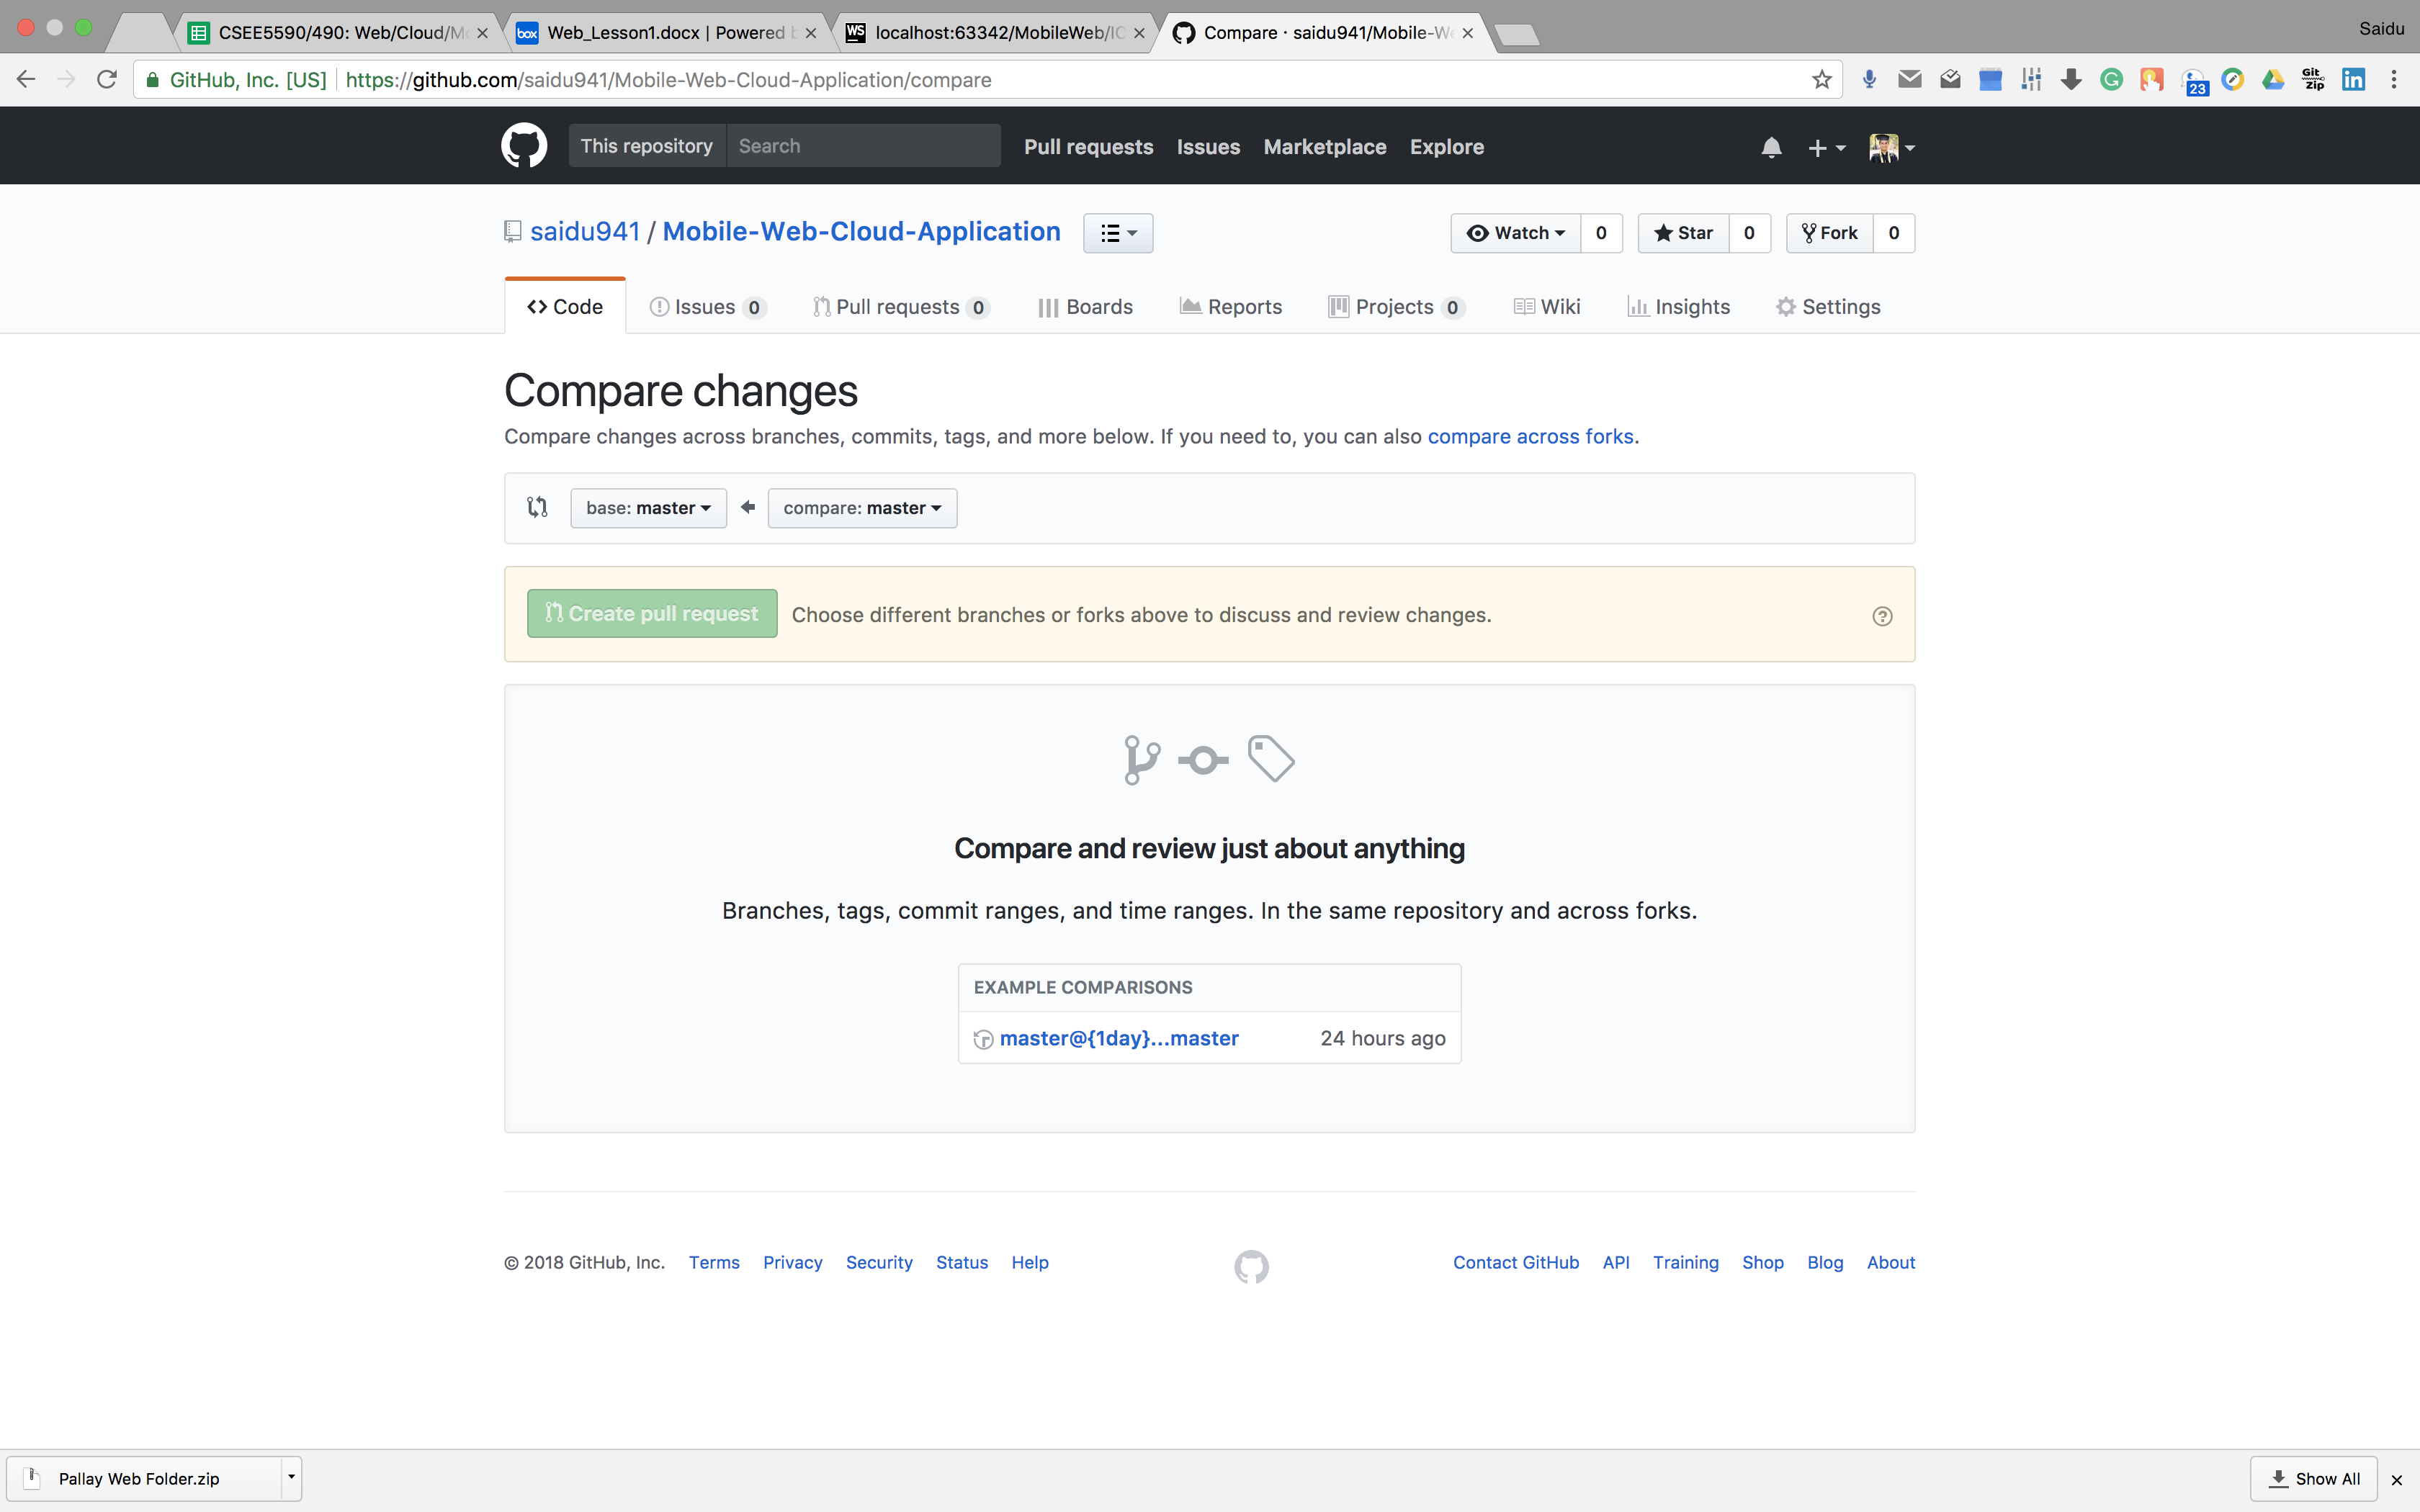 CSEE5590/490: Web/Cloud/M
Web_Lesson1.docx | Powered b
WS localhost:63342/MobileWeb/IC
Compare · saidu941/Mobile-We
Saidu
GitHub, Inc. [US] https://github.com/saidu941/Mobile-Web-Cloud-Application/compare
23
Git Zip
in
This repository Search Pull requests Issues Marketplace Explore
saidu941 / Mobile-Web-Cloud-Application
Watch 0 Star 0 Fork 0
Code Issues 0 Pull requests 0 Boards Reports Projects 0 Wiki Insights Settings
Compare changes
Compare changes across branches, commits, tags, and more below. If you need to, you can also compare across forks.
base: master compare: master
Create pull request Choose different branches or forks above to discuss and review changes.
Compare and review just about anything
Branches, tags, commit ranges, and time ranges. In the same repository and across forks.
EXAMPLE COMPARISONS
master@{1day}...master 24 hours ago
© 2018 GitHub, Inc. Terms Privacy Security Status Help Contact GitHub API Training Shop Blog About
Pallay Web Folder.zip Show All